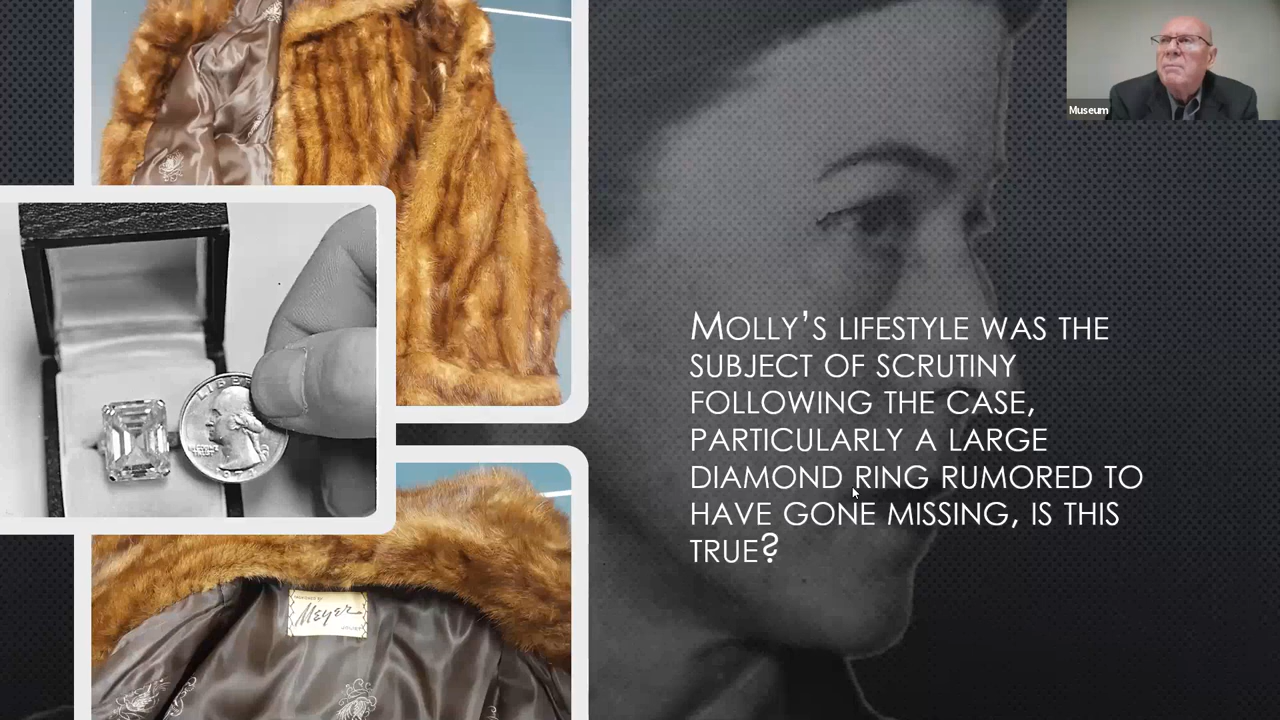 Museum
LIBER
MOLLY'S LIFESTYLE WAS THE
SUBJECT OF SCRUTINY
FOLLOWING THE CASE,
PARTICULARLY A LARGE
DIAMOND RING RUMORED TO
HAVE GONE MISSING, IS THIS
TRUE?
Meyer